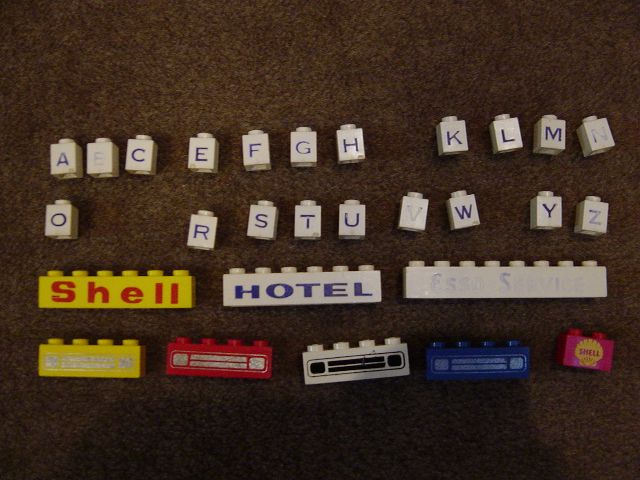 A B C E F G H K L M N
O R S T U V W Y Z
Shell HOTEL ESSO SERVICE
SHELL